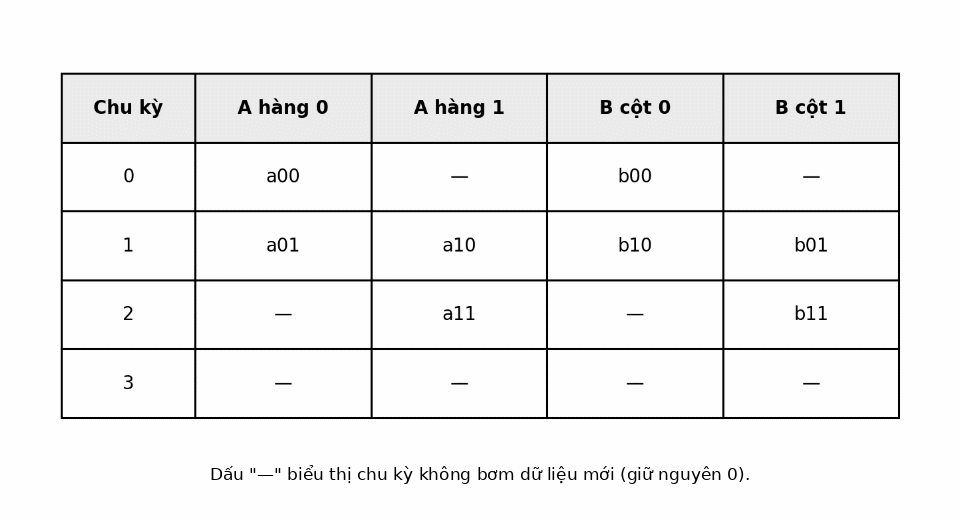 Chu kỳ A hàng 0 A hàng 1 B cột 0 B cột 1
0 a00 — b00 —
1 a01 a10 b10 b01
2 — a11 — b11
3 — — — —
Dấu "—" biểu thị chu kỳ không bơm dữ liệu mới (giữ nguyên 0).